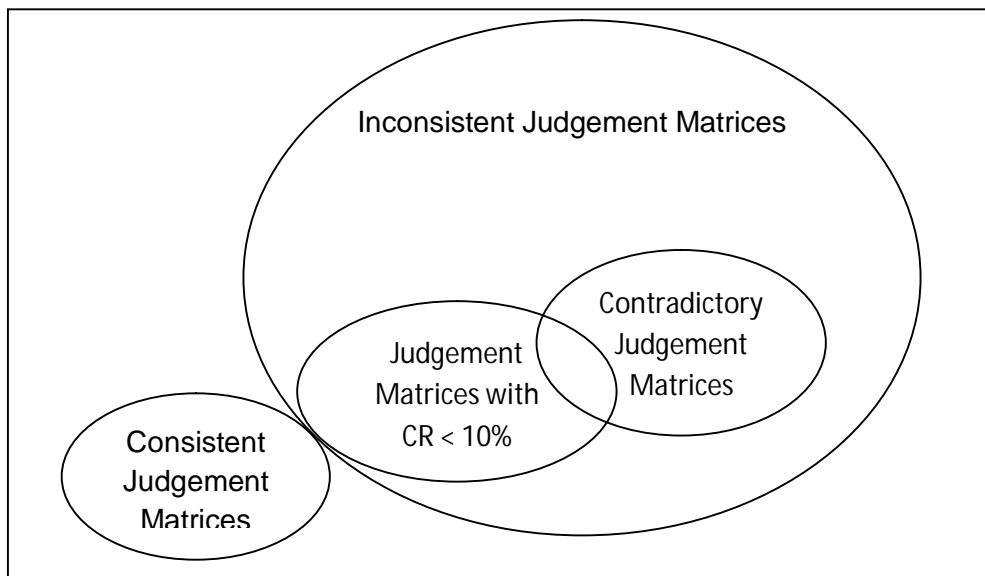 Inconsistent Judgement Matrices
Contradictory
Judgement
Matrices
Judgement
Matrices with
CR < 10%
Consistent
Judgement
Matrices